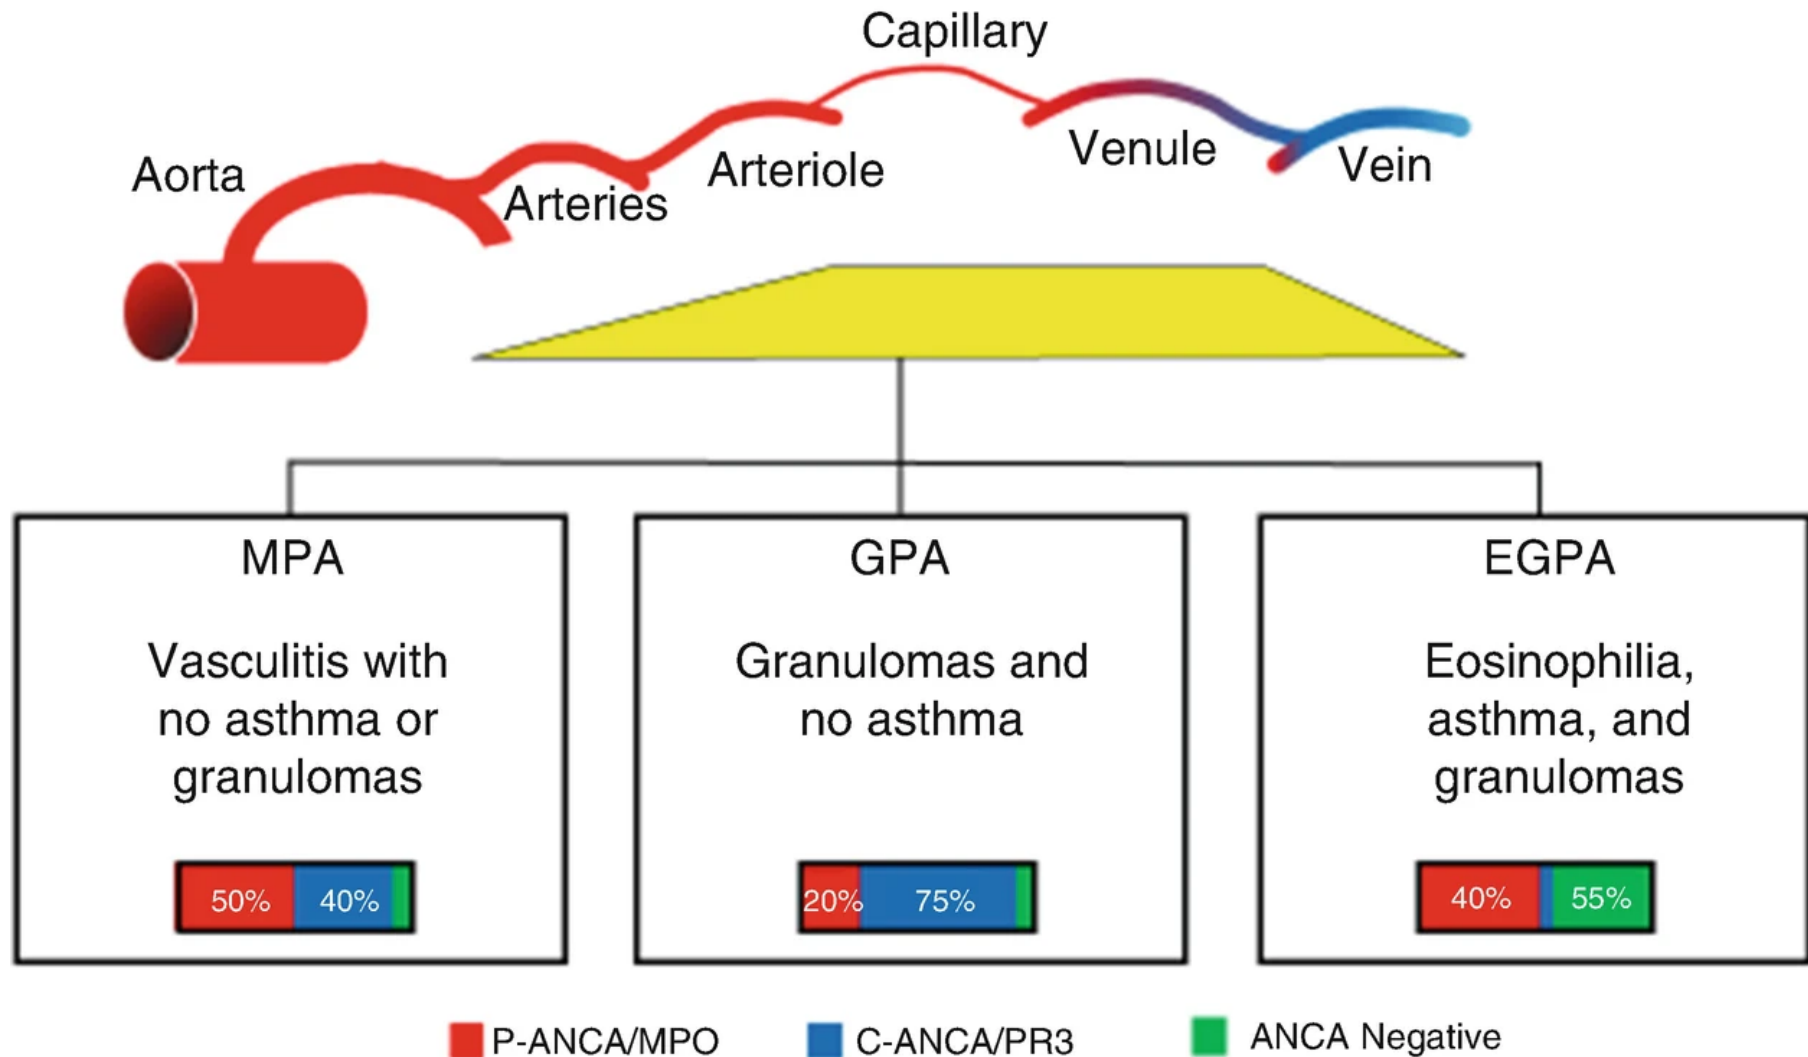 Capillary
Aorta
Arteries
Arteriole
Venule
Vein
MPA
Vasculitis with
no asthma or
granulomas
50% 40%
GPA
Granulomas and
no asthma
20% 75%
EGPA
Eosinophilia,
asthma, and
granulomas
40% 55%
P-ANCA/MPO
C-ANCA/PR3
ANCA Negative